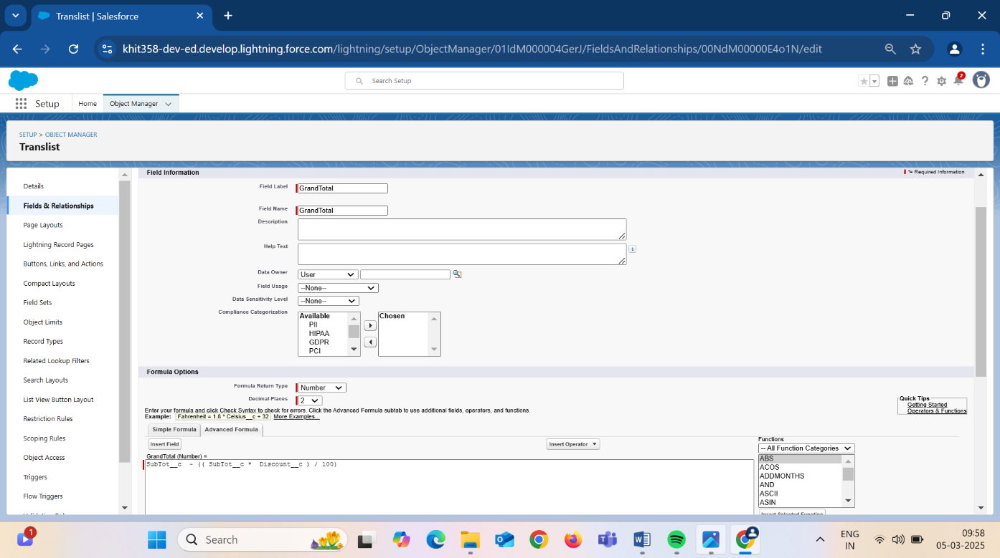 Translist | Salesforce
khit358-dev-ed.develop.lightning.force.com/lightning/setup/ObjectManager/01IdM000004GerJ/FieldsAndRelationships/00NdM00000E4o1N/edit
Search Setup
2
Setup
Home
Object Manager
SETUP > OBJECT MANAGER
Translist
Details
Fields & Relationships
Page Layouts
Lightning Record Pages
Buttons, Links, and Actions
Compact Layouts
Field Sets
Object Limits
Record Types
Related Lookup Filters
Search Layouts
List View Button Layout
Restriction Rules
Scoping Rules
Object Access
Triggers
Flow Triggers
Field Information
= Required Information
Field Label GrandTotal
Field Name GrandTotal
Description
Help Text
i
Data Owner User
Field Usage --None--
Data Sensitivity Level --None--
Compliance Categorization
Available
PII
HIPAA
GDPR
PCI
Chosen
Formula Options
Formula Return Type Number
Decimal Places 2
Quick Tips
Getting Started
Operators & Functions
Enter your formula and click Check Syntax to check for errors. Click the Advanced Formula subtab to use additional fields, operators, and functions.
Example: Fahrenheit = 1.8 * Celsius__c + 32 More Examples...
Simple Formula Advanced Formula
Insert Field
Insert Operator
GrandTotal (Number) =
SubTot__c - (( SubTot__c * Discount__c ) / 100)
Functions
-- All Function Categories
ABS
ACOS
ADDMONTHS
AND
ASCII
ASIN
Insert Selected Function
1
Search
ENG
IN
09:58
05-03-2025